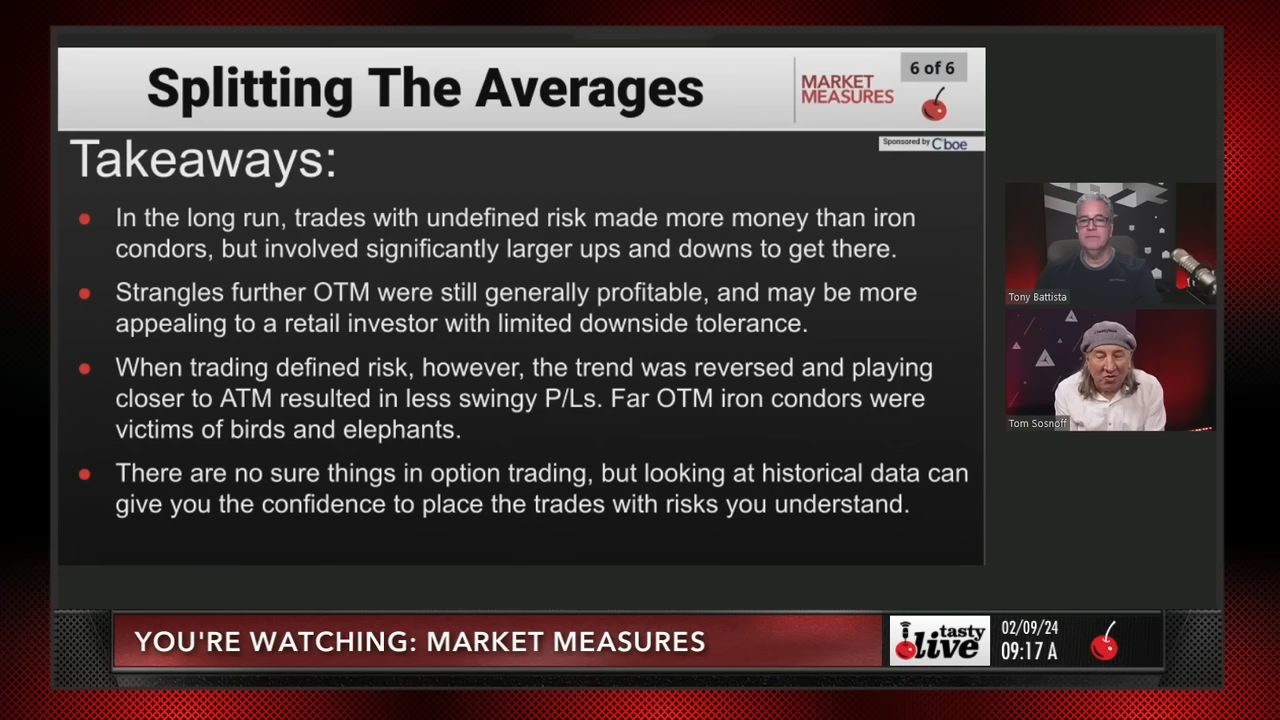 Splitting The Averages
MARKET
MEASURES
6 of 6
Sponsored by Cboe
Takeaways:
In the long run, trades with undefined risk made more money than iron
condors, but involved significantly larger ups and downs to get there.
Strangles further OTM were still generally profitable, and may be more
appealing to a retail investor with limited downside tolerance.
When trading defined risk, however, the trend was reversed and playing
closer to ATM resulted in less swingy P/Ls. Far OTM iron condors were
victims of birds and elephants.
There are no sure things in option trading, but looking at historical data can
give you the confidence to place the trades with risks you understand.
Tony Battista
Tom Sosnoff
YOU'RE WATCHING: MARKET MEASURES
tasty
live
02/09/24
09:17 A